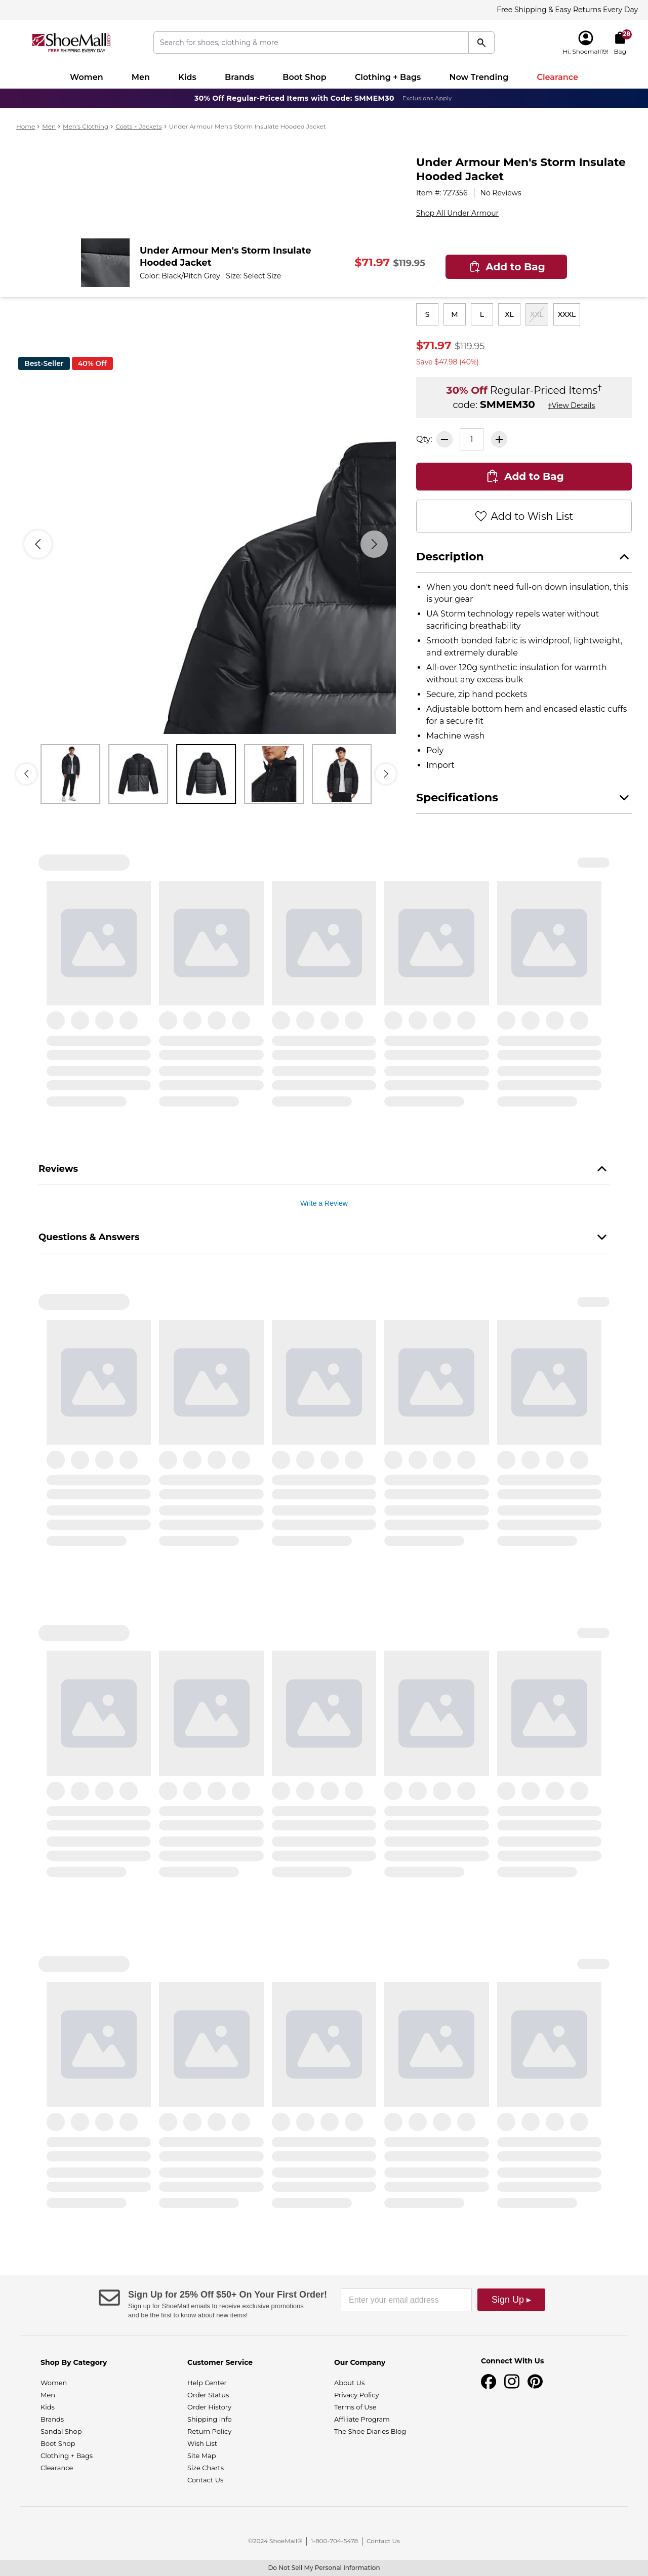 Free Shipping & Easy Returns Every Day
ShoeMall.com
FREE SHIPPING EVERY DAY
Search for shoes, clothing & more
Hi, Shoemall19!
28
Bag
Women Men Kids Brands Boot Shop Clothing + Bags Now Trending Clearance
30% Off Regular-Priced Items with Code: SMMEM30 Exclusions Apply
Home > Men > Men's Clothing > Coats + Jackets > Under Armour Men's Storm Insulate Hooded Jacket
Under Armour Men's Storm Insulate
Hooded Jacket
Item #: 727356 | No Reviews
Shop All Under Armour
Under Armour Men's Storm Insulate
Hooded Jacket
Color: Black/Pitch Grey | Size: Select Size
$71.97 $119.95
Add to Bag
S M L XL XXL XXXL
$71.97 $119.95
Save $47.98 (40%)
Best-Seller
40% Off
30% Off Regular-Priced Items†
code: SMMEM30 †View Details
Qty: 1
Add to Bag
Add to Wish List
Description
• When you don't need full-on down insulation, this
is your gear
• UA Storm technology repels water without
sacrificing breathability
• Smooth bonded fabric is windproof, lightweight,
and extremely durable
• All-over 120g synthetic insulation for warmth
without any excess bulk
• Secure, zip hand pockets
• Adjustable bottom hem and encased elastic cuffs
for a secure fit
• Machine wash
• Poly
• Import
Specifications
Reviews
Write a Review
Questions & Answers
Sign Up for 25% Off $50+ On Your First Order!
Sign up for ShoeMall emails to receive exclusive promotions
and be the first to know about new items!
Enter your email address
Sign Up ▸
Shop By Category
Women
Men
Kids
Brands
Sandal Shop
Boot Shop
Clothing + Bags
Clearance
Customer Service
Help Center
Order Status
Order History
Shipping Info
Return Policy
Wish List
Site Map
Size Charts
Contact Us
Our Company
About Us
Privacy Policy
Terms of Use
Affiliate Program
The Shoe Diaries Blog
Connect With Us
©2024 ShoeMall® | 1-800-704-5478 | Contact Us
Do Not Sell My Personal Information